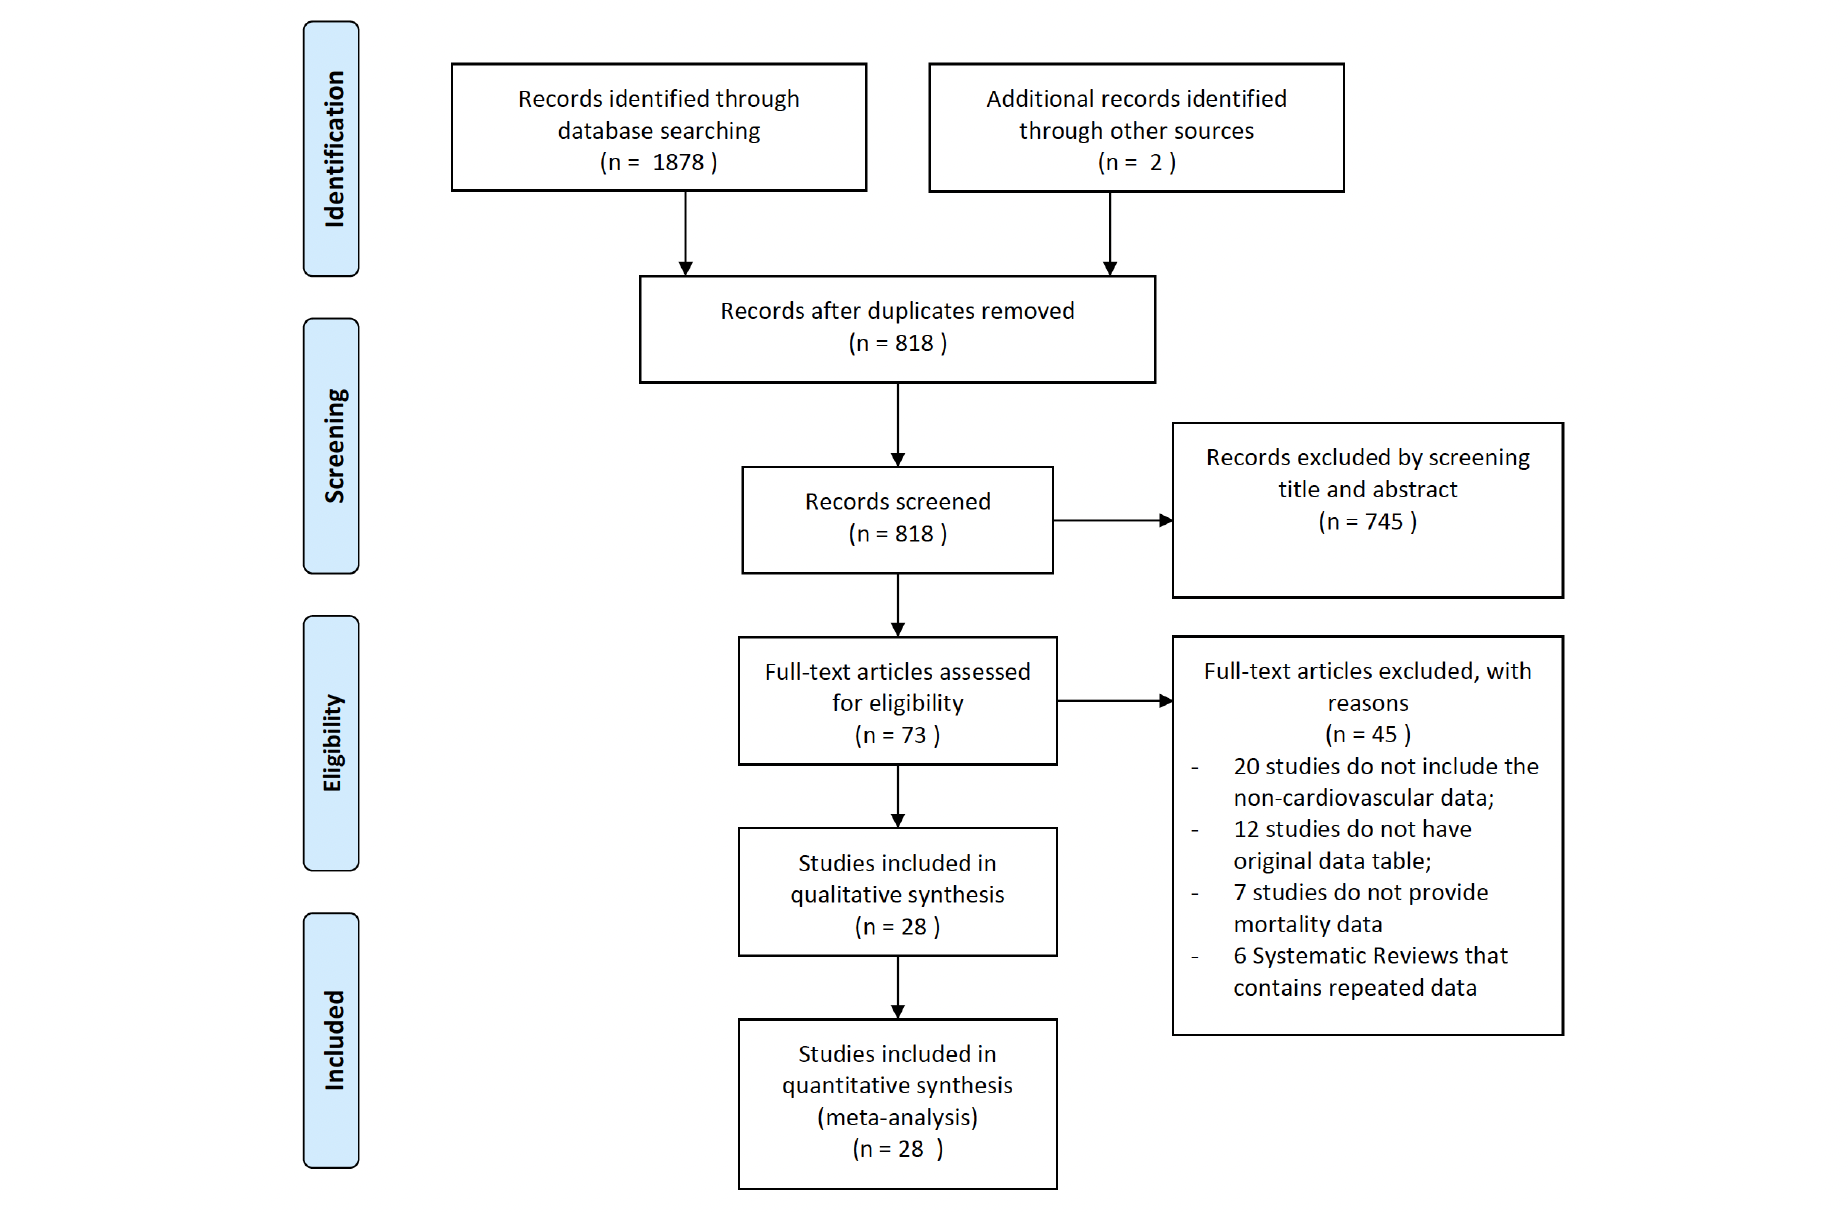 Identification
Records identified through
database searching
(n =  1878 )
Additional records identified
through other sources
(n =  2 )
Records after duplicates removed
(n = 818 )
Screening
Records screened
(n = 818 )
Records excluded by screening
title and abstract
(n = 745 )
Eligibility
Full-text articles assessed
for eligibility
(n = 73 )
Full-text articles excluded, with
reasons
(n = 45 )
- 20 studies do not include the
non-cardiovascular data;
- 12 studies do not have
original data table;
- 7 studies do not provide
mortality data
- 6 Systematic Reviews that
contains repeated data
Studies included in
qualitative synthesis
(n = 28 )
Included
Studies included in
quantitative synthesis
(meta-analysis)
(n = 28  )